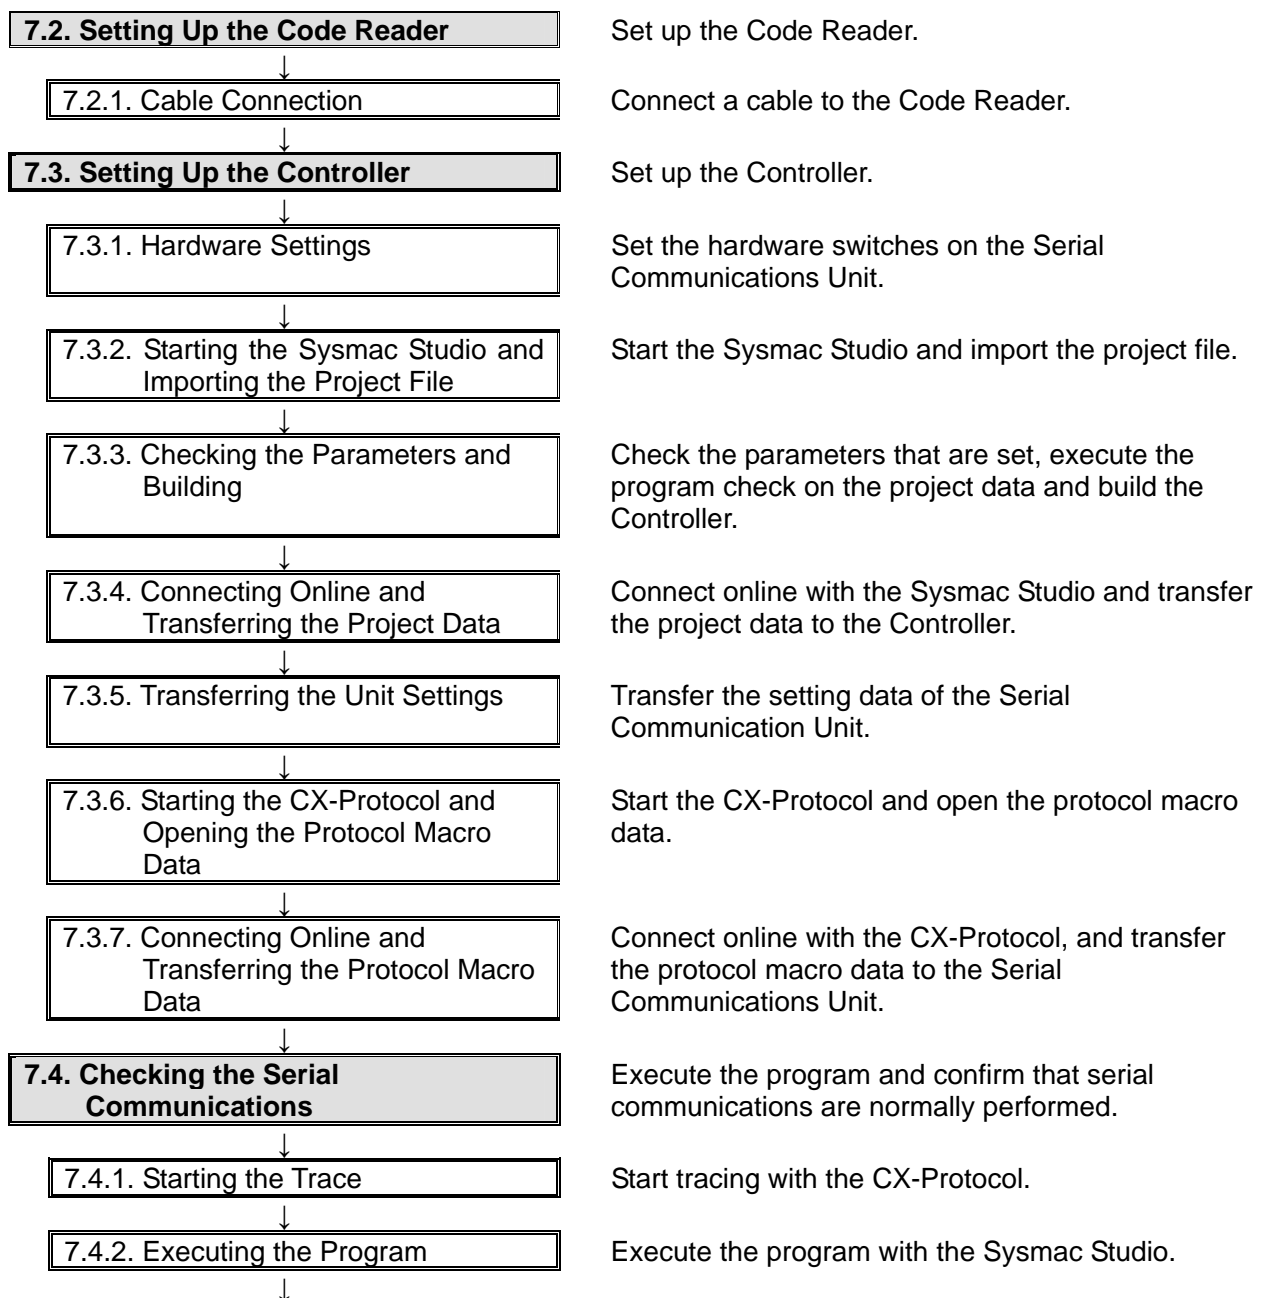 7.2. Setting Up the Code Reader
Set up the Code Reader.
↓
7.2.1. Cable Connection
Connect a cable to the Code Reader.
↓
7.3. Setting Up the Controller
Set up the Controller.
↓
7.3.1. Hardware Settings
Set the hardware switches on the Serial
Communications Unit.
↓
7.3.2. Starting the Sysmac Studio and
Importing the Project File
Start the Sysmac Studio and import the project file.
↓
7.3.3. Checking the Parameters and
Building
Check the parameters that are set, execute the
program check on the project data and build the
Controller.
↓
7.3.4. Connecting Online and
Transferring the Project Data
Connect online with the Sysmac Studio and transfer
the project data to the Controller.
↓
7.3.5. Transferring the Unit Settings
Transfer the setting data of the Serial
Communication Unit.
↓
7.3.6. Starting the CX-Protocol and
Opening the Protocol Macro
Data
Start the CX-Protocol and open the protocol macro
data.
↓
7.3.7. Connecting Online and
Transferring the Protocol Macro
Data
Connect online with the CX-Protocol, and transfer
the protocol macro data to the Serial
Communications Unit.
↓
7.4. Checking the Serial
Communications
Execute the program and confirm that serial
communications are normally performed.
↓
7.4.1. Starting the Trace
Start tracing with the CX-Protocol.
↓
7.4.2. Executing the Program
Execute the program with the Sysmac Studio.
↓